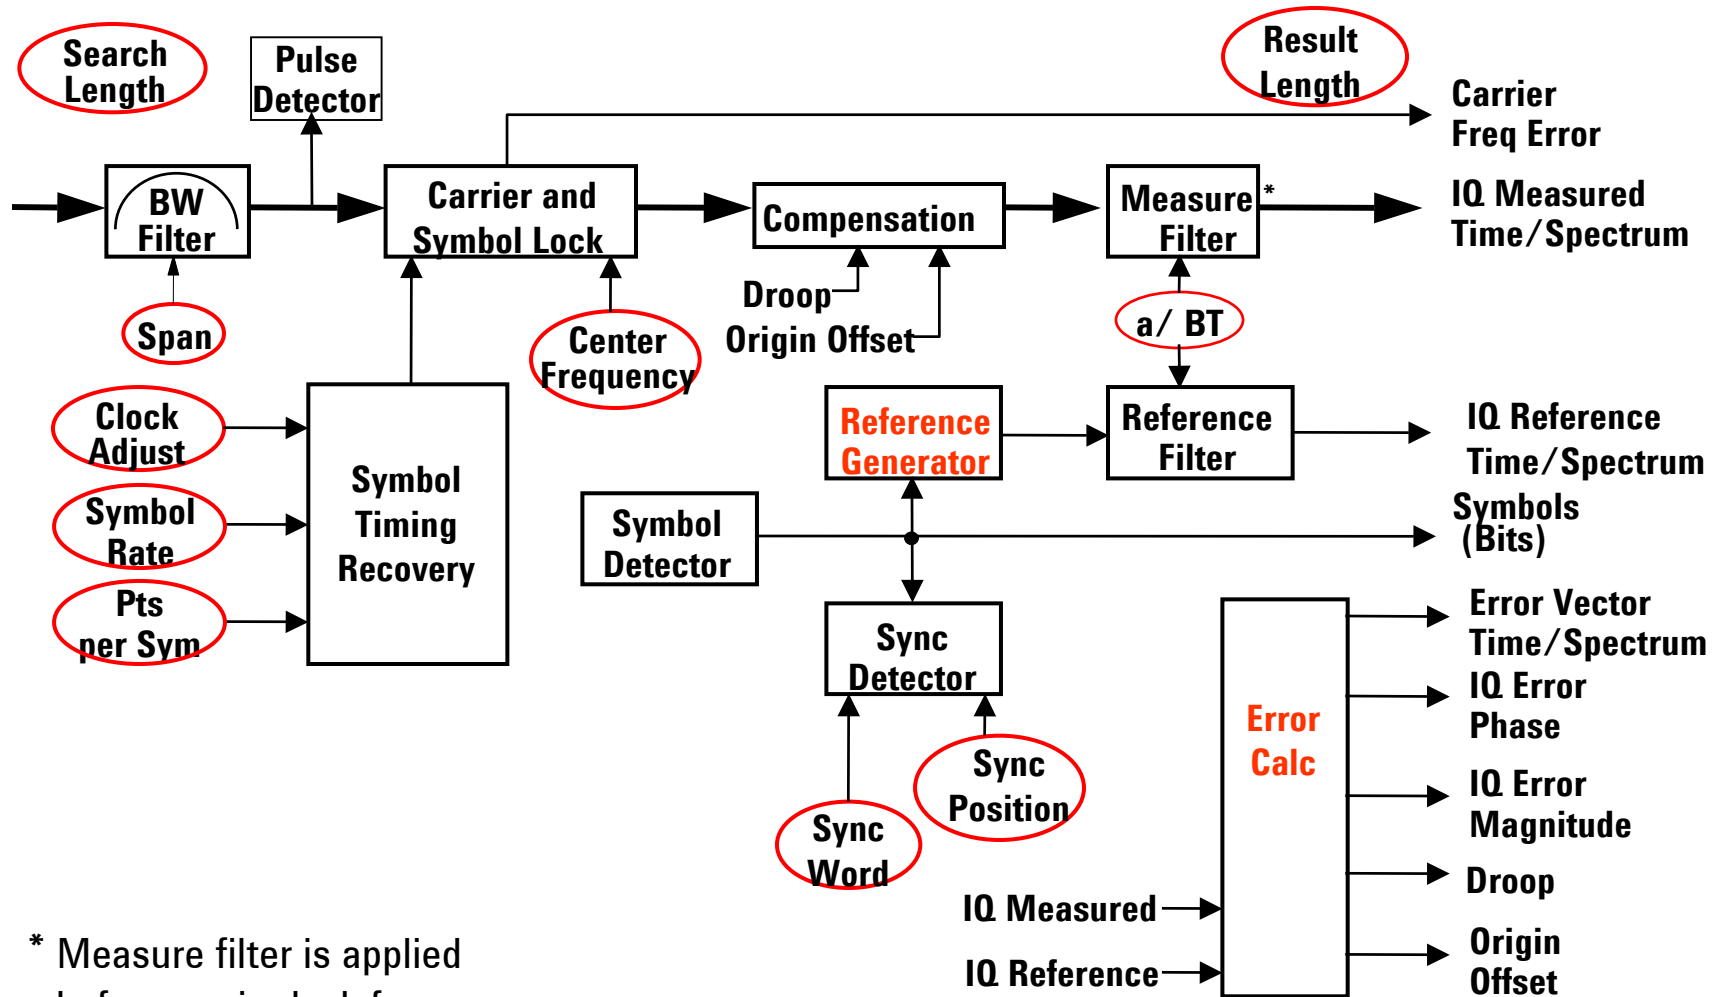 Search
Length
Pulse
Detector
Result
Length
Carrier
Freq Error
BW
Filter
Carrier and
Symbol Lock
Compensation
Measure
Filter
*
IQ Measured
Time/Spectrum
Span
Droop
Origin Offset
Center
Frequency
a/ BT
Clock
Adjust
Symbol
Rate
Pts
per Sym
Symbol
Timing
Recovery
Reference
Generator
Reference
Filter
IQ Reference
Time/Spectrum
Symbol
Detector
Symbols
(Bits)
Sync
Detector
Sync
Word
Sync
Position
Error
Calc
IQ Measured
IQ Reference
Error Vector
Time/Spectrum
IQ Error
Phase
IQ Error
Magnitude
Droop
Origin
Offset
* Measure filter is applied